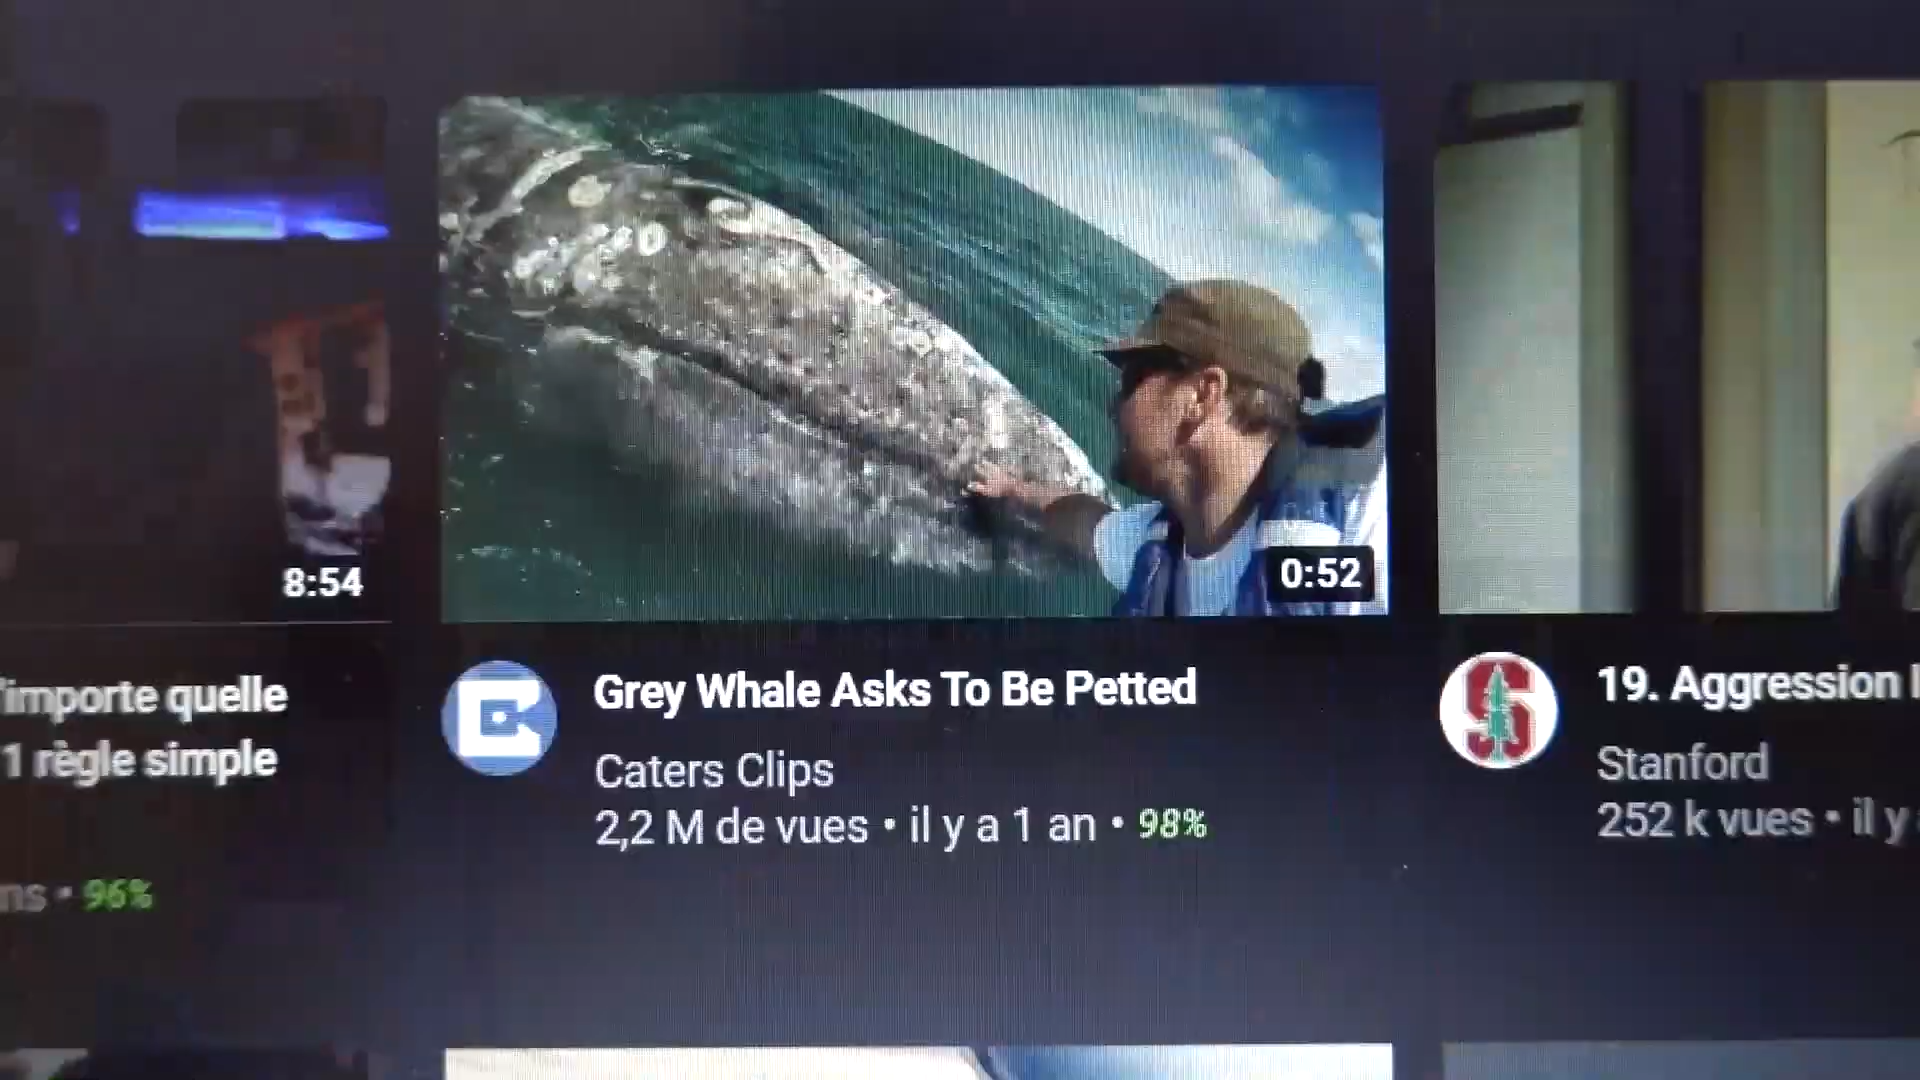 8:54
'importe quelle
1 règle simple
ns • 96%
0:52
Grey Whale Asks To Be Petted
Caters Clips
2,2 M de vues • il y a 1 an • 98%
19. Aggression
Stanford
252 k vues • il y